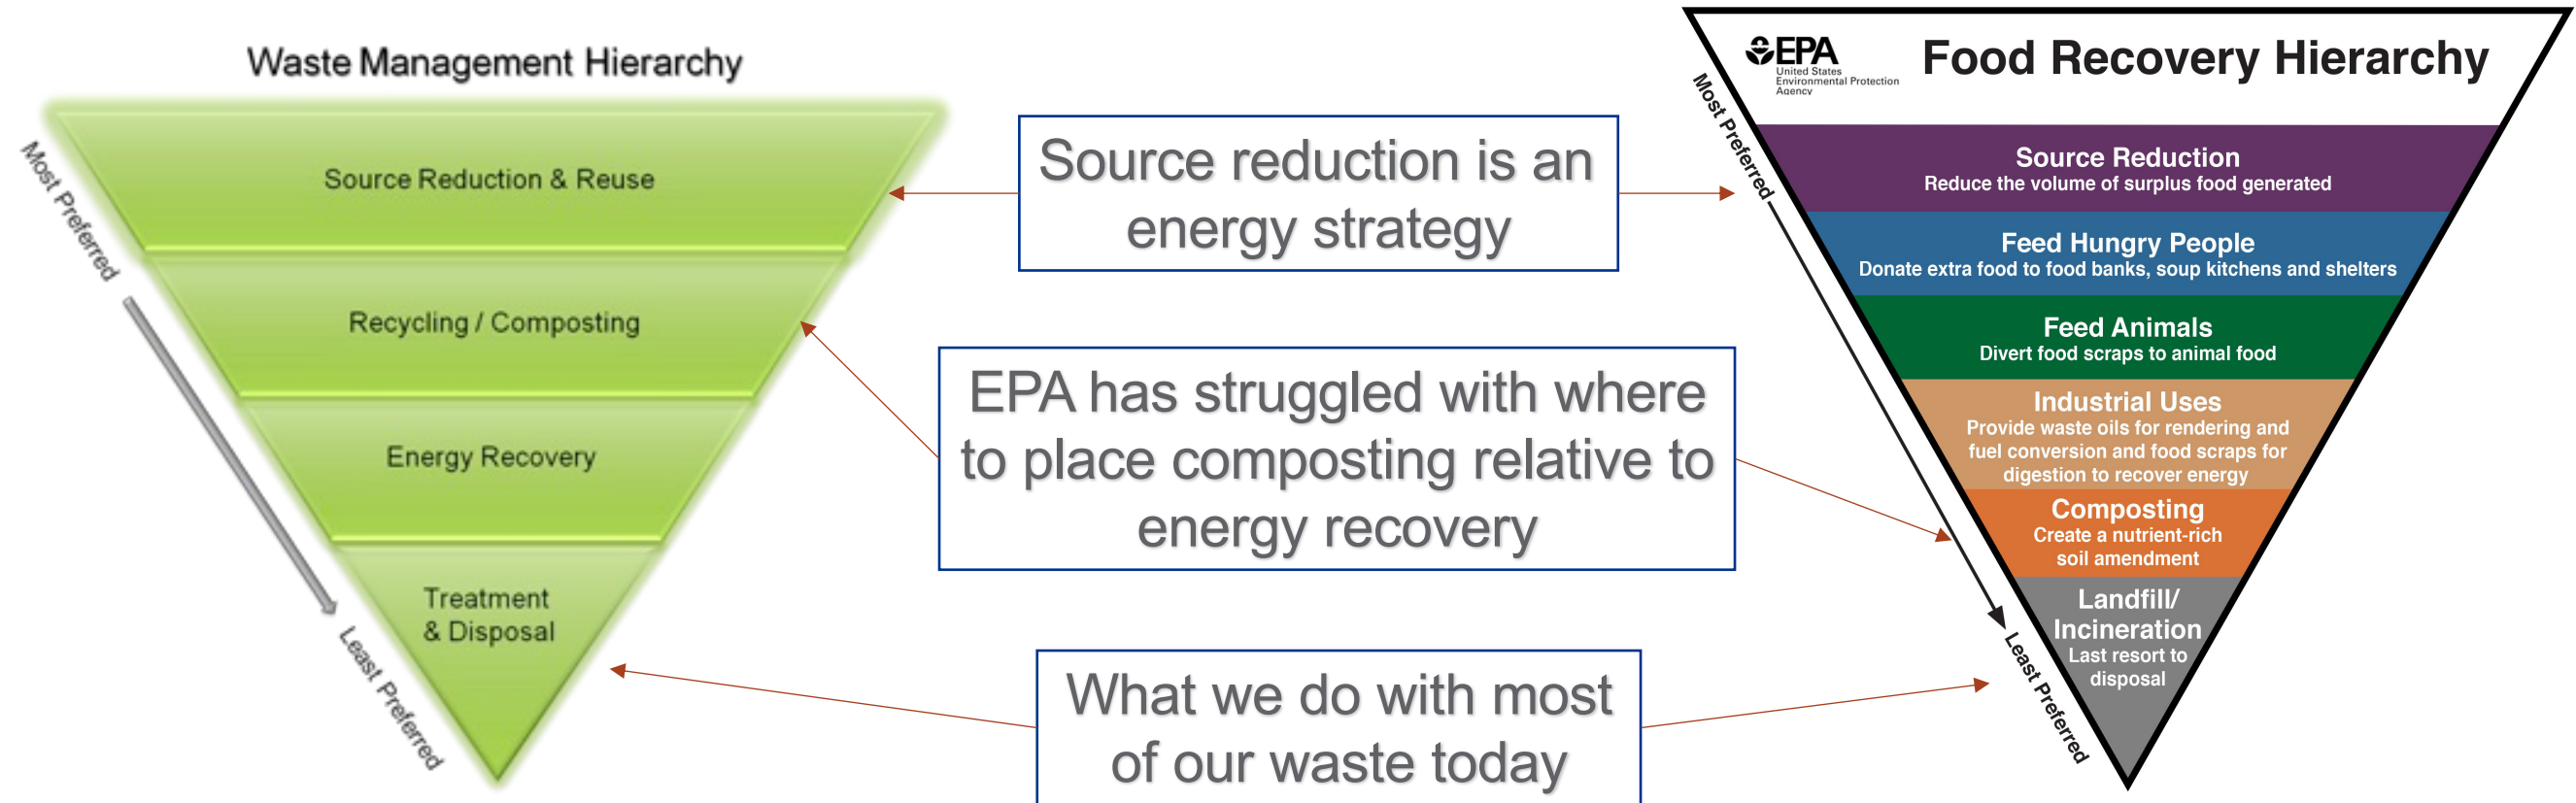 Waste Management Hierarchy
Most Preferred
Source Reduction & Reuse
Recycling / Composting
Energy Recovery
Treatment
& Disposal
Least Preferred
Source reduction is an
energy strategy
EPA has struggled with where
to place composting relative to
energy recovery
What we do with most
of our waste today
EPA
United States
Environmental Protection
Agency
Food Recovery Hierarchy
Most Preferred
Source Reduction
Reduce the volume of surplus food generated
Feed Hungry People
Donate extra food to food banks, soup kitchens and shelters
Feed Animals
Divert food scraps to animal food
Industrial Uses
Provide waste oils for rendering and
fuel conversion and food scraps for
digestion to recover energy
Composting
Create a nutrient-rich
soil amendment
Landfill/
Incineration
Last resort to
disposal
Least Preferred